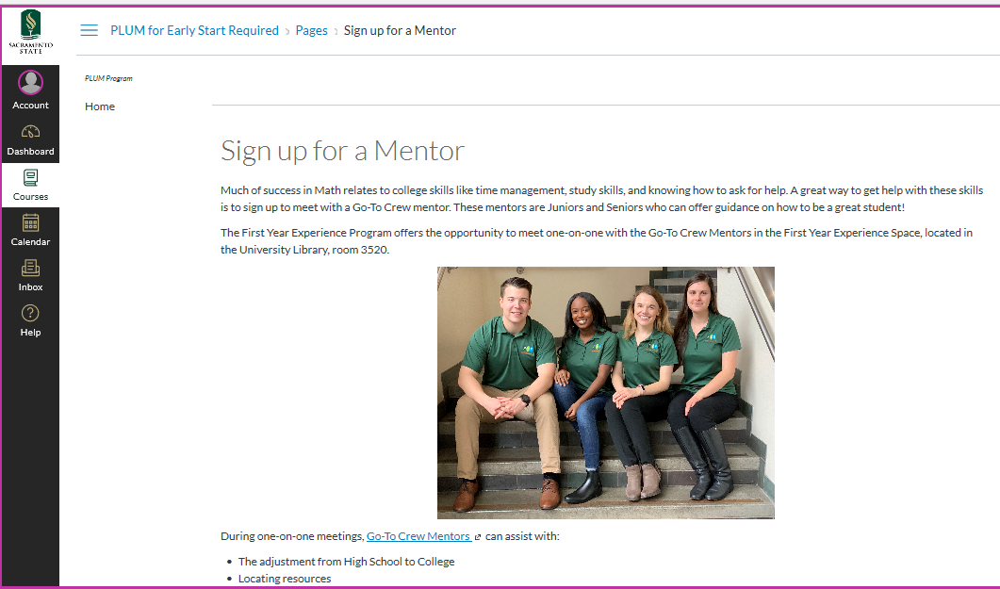 SACRAMENTO
STATE
PLUM for Early Start Required › Pages › Sign up for a Mentor
PLUM Program
Account
Home
Dashboard
Courses
Calendar
Inbox
Help
Sign up for a Mentor
Much of success in Math relates to college skills like time management, study skills, and knowing how to ask for help. A great way to get help with these skills
is to sign up to meet with a Go-To Crew mentor. These mentors are Juniors and Seniors who can offer guidance on how to be a great student!
The First Year Experience Program offers the opportunity to meet one-on-one with the Go-To Crew Mentors in the First Year Experience Space, located in
the University Library, room 3520.
During one-on-one meetings, Go-To Crew Mentors can assist with:
• The adjustment from High School to College
• Locating resources